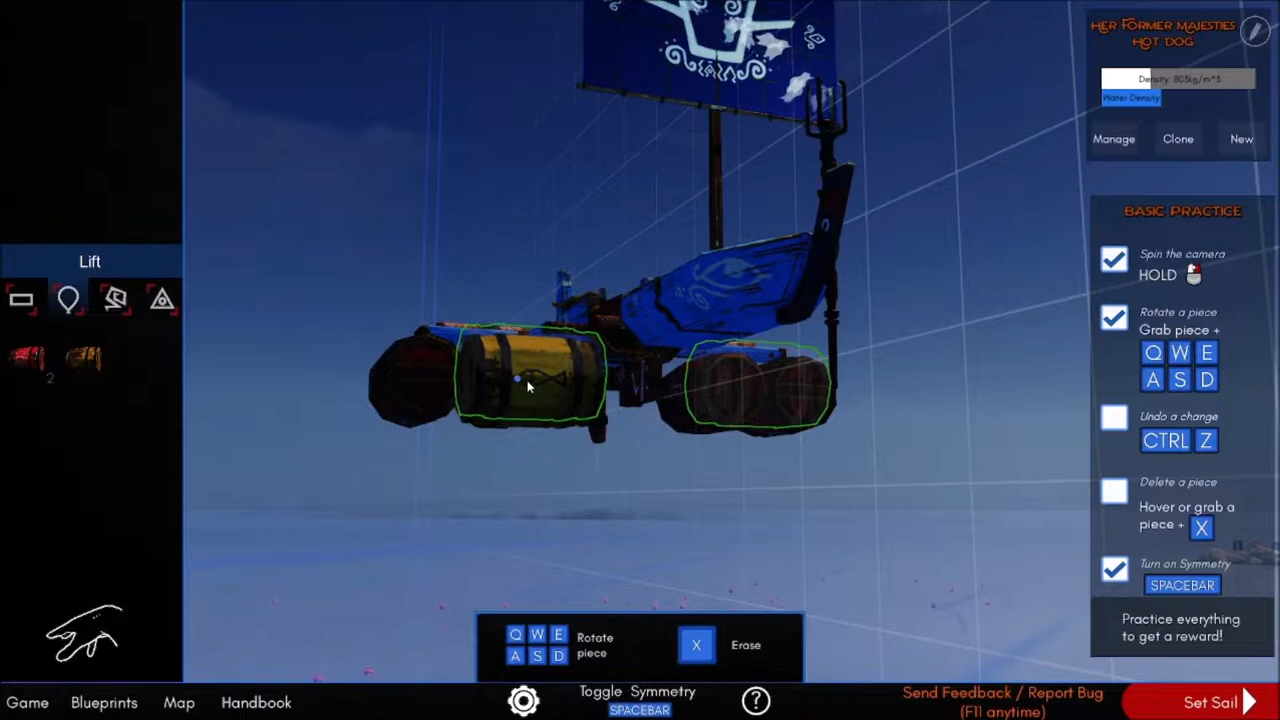 HER FORMER MAJESTIES
HOT DOG
Density: 803kg/m^3
Water Density
Manage
Clone
New
BASIC PRACTICE
Spin the camera
HOLD
Rotate a piece
Grab piece +
Q W E
A S D
Undo a change
CTRL Z
Delete a piece
Hover or grab a
piece + X
Turn on Symmetry
SPACEBAR
Practice everything
to get a reward!
Lift
2
Q W E
A S D
Rotate
piece
X
Erase
Game
Blueprints
Map
Handbook
Toggle Symmetry
SPACEBAR
?
Send Feedback / Report Bug
(F11 anytime)
Set Sail